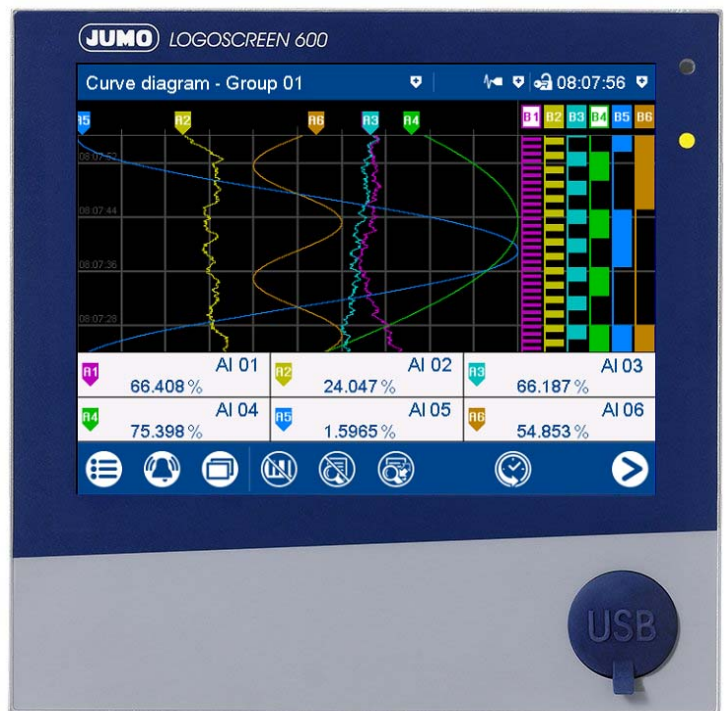 JUMO LOGOSCREEN 600
Curve diagram - Group 01 08:07:56
A5 A2 A6 A3 A4 B1 B2 B3 B4 B5 B6
08:07:52
08:07:44
08:07:36
08:07:28
A1 AI 01 A2 AI 02 A3 AI 03
66.408 % 24.047 % 66.187 %
A4 AI 04 A5 AI 05 A6 AI 06
75.398 % 1.5965 % 54.853 %
USB